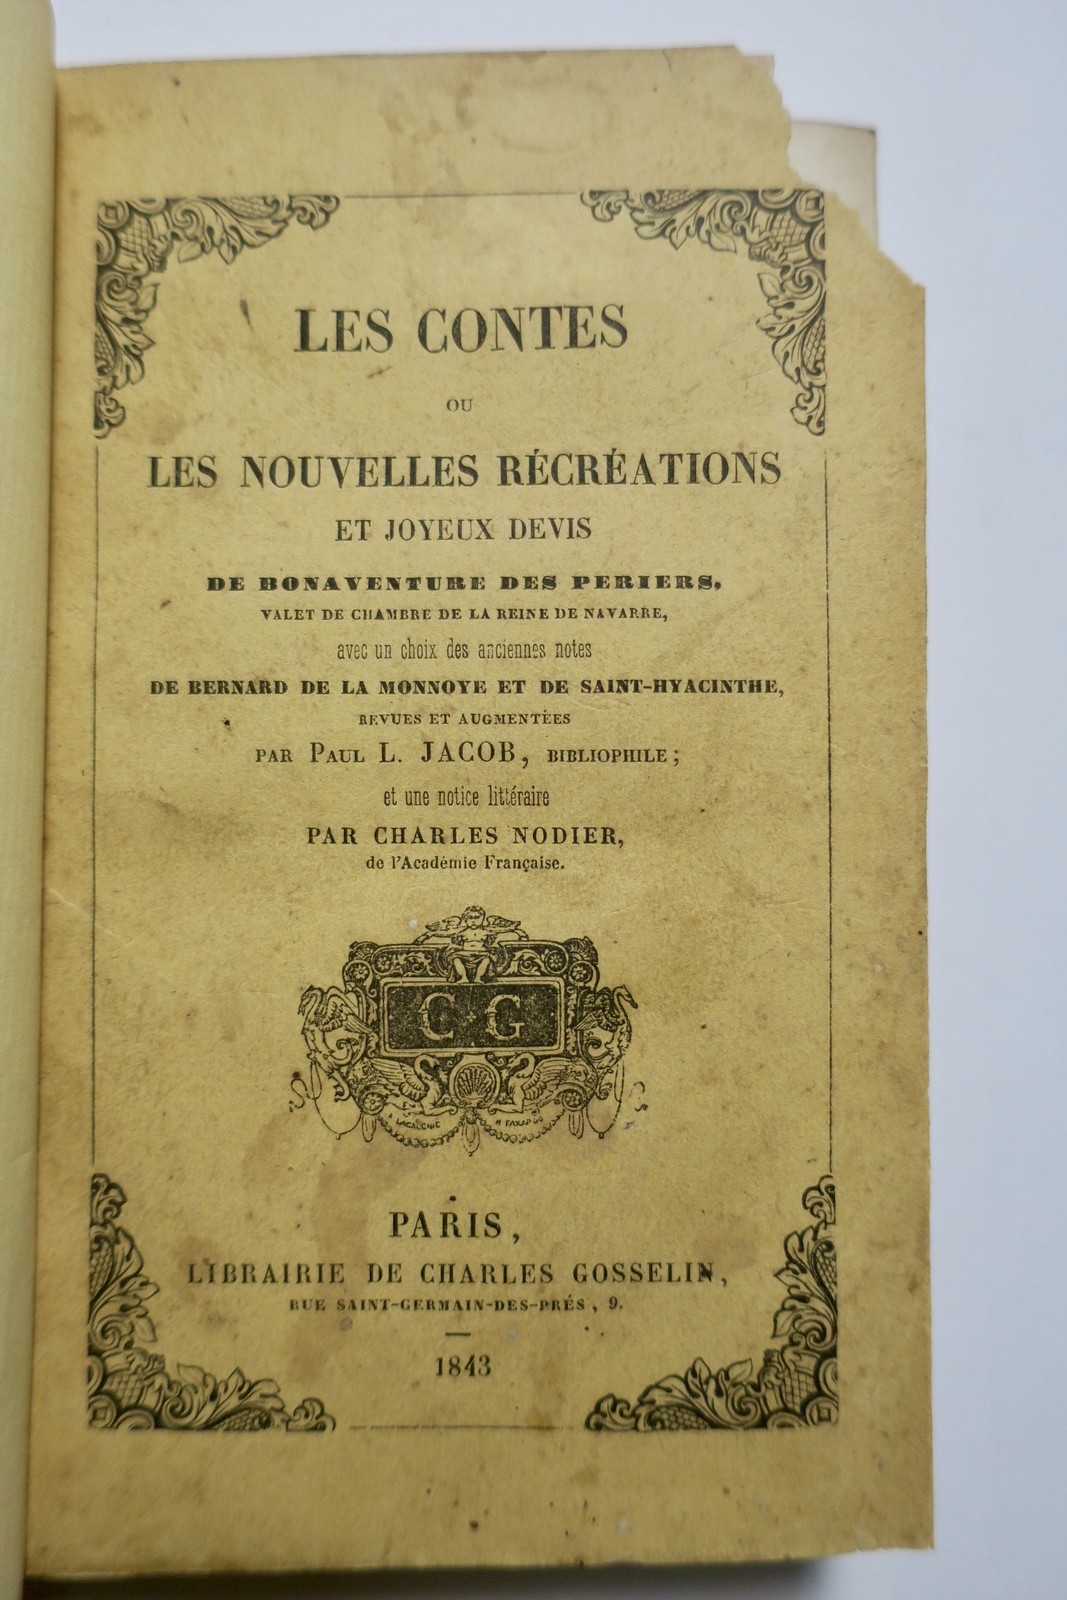 LES CONTES
OU
LES NOUVELLES RÉCRÉATIONS
ET JOYEUX DEVIS
DE BONAVENTURE DES PERIERS,
VALET DE CHAMBRE DE LA REINE DE NAVARRE,
avec un choix des anciennes notes
DE BERNARD DE LA MONNOYE ET DE SAINT-HYACINTHE,
REVUES ET AUGMENTÉES
PAR PAUL L. JACOB, BIBLIOPHILE ;
et une notice littéraire
PAR CHARLES NODIER,
de l'Académie Française.
C G
PARIS,
LIBRAIRIE DE CHARLES GOSSELIN,
RUE SAINT-GERMAIN-DES-PRÉS, 9.
1843